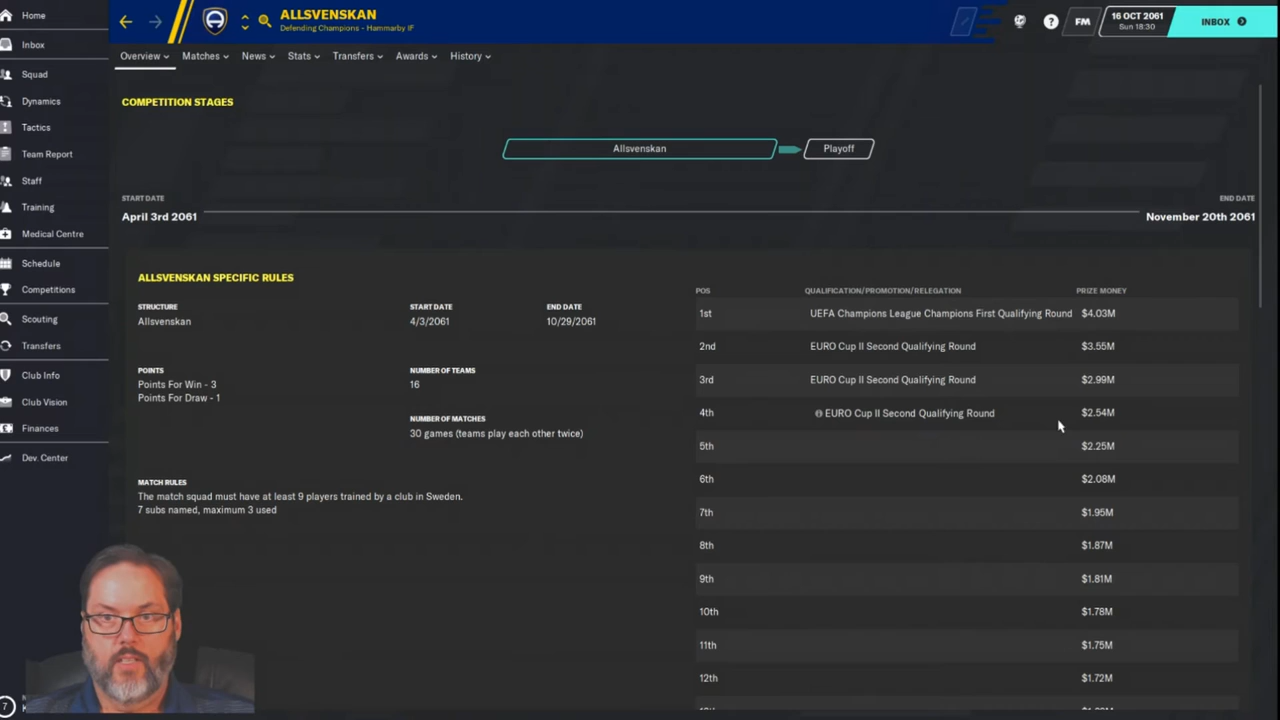 Home
Inbox
Squad
Dynamics
Tactics
Team Report
Staff
Training
Medical Centre
Schedule
Competitions
Scouting
Transfers
Club Info
Club Vision
Finances
Dev. Center
7
ALLSVENSKAN
Defending Champions - Hammarby IF
?
FM
16 OCT 2061
Sun 18:30
INBOX
Overview Matches News Stats Transfers Awards History
COMPETITION STAGES
Allsvenskan Playoff
START DATE
April 3rd 2061
END DATE
November 20th 2061
ALLSVENSKAN SPECIFIC RULES
STRUCTURE
Allsvenskan
START DATE
4/3/2061
END DATE
10/29/2061
POINTS
Points For Win - 3
Points For Draw - 1
NUMBER OF TEAMS
16
NUMBER OF MATCHES
30 games (teams play each other twice)
MATCH RULES
The match squad must have at least 9 players trained by a club in Sweden.
7 subs named, maximum 3 used
POS QUALIFICATION/PROMOTION/RELEGATION PRIZE MONEY
1st UEFA Champions League Champions First Qualifying Round $4.03M
2nd EURO Cup II Second Qualifying Round $3.55M
3rd EURO Cup II Second Qualifying Round $2.99M
4th EURO Cup II Second Qualifying Round $2.54M
5th $2.25M
6th $2.08M
7th $1.95M
8th $1.87M
9th $1.81M
10th $1.78M
11th $1.75M
12th $1.72M